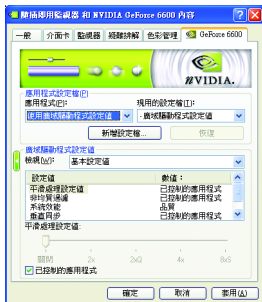 隨插即用監視器 和 NVIDIA GeForce 6600 內容
一般 介面卡 監視器 疑難排解 色彩管理 GeForce 6600
NVIDIA.
應用程式設定檔(P)
應用程式(P): 現用的設定檔(I):
使用廣域驅動程式設定值 - 廣域驅動程式設定值
新增設定檔... 恢復
廣域驅動程式設定值
檢視(W): 基本設定值
設定值 數值：
平滑處理設定值 已控制的應用程式
非均質過濾 已控制的應用程式
系統效能 品質
垂直同步 已控制的應用程式
平滑處理設定值:
關閉 2x 2xQ 4x 8xS
已控制的應用程式
確定 取消 套用(A)